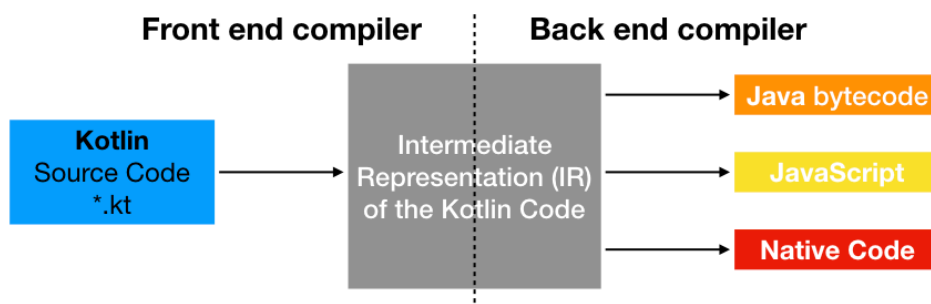 Front end compiler
Back end compiler
Kotlin
Source Code
*.kt
Intermediate
Representation (IR)
of the Kotlin Code
Java bytecode
JavaScript
Native Code